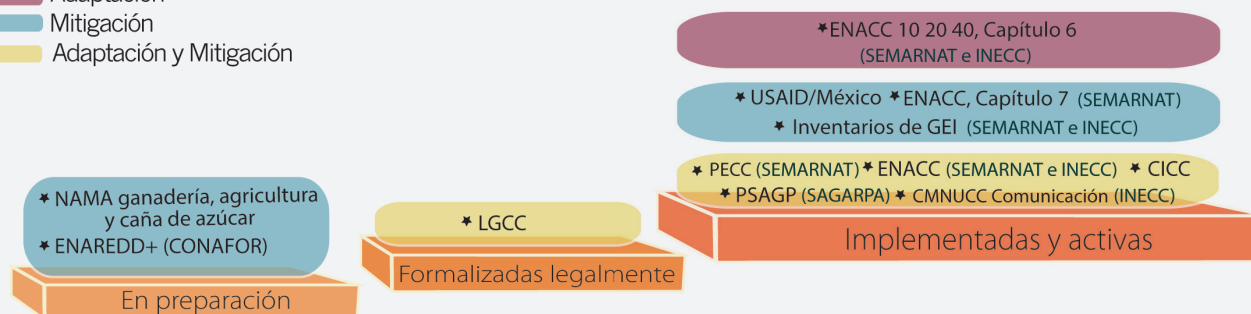 Adaptación
Mitigación
Adaptación y Mitigación
*ENACC 10 20 40, Capítulo 6
(SEMARNAT e INECC)
* USAID/México * ENACC, Capítulo 7 (SEMARNAT)
* Inventarios de GEI (SEMARNAT e INECC)
* PECC (SEMARNAT) * ENACC (SEMARNAT e INECC) * CICC
* PSAGP (SAGARPA) * CMNUCC Comunicación (INECC)
Implementadas y activas
* LGCC
Formalizadas legalmente
* NAMA ganadería, agricultura
y caña de azúcar
* ENAREDD+ (CONAFOR)
En preparación